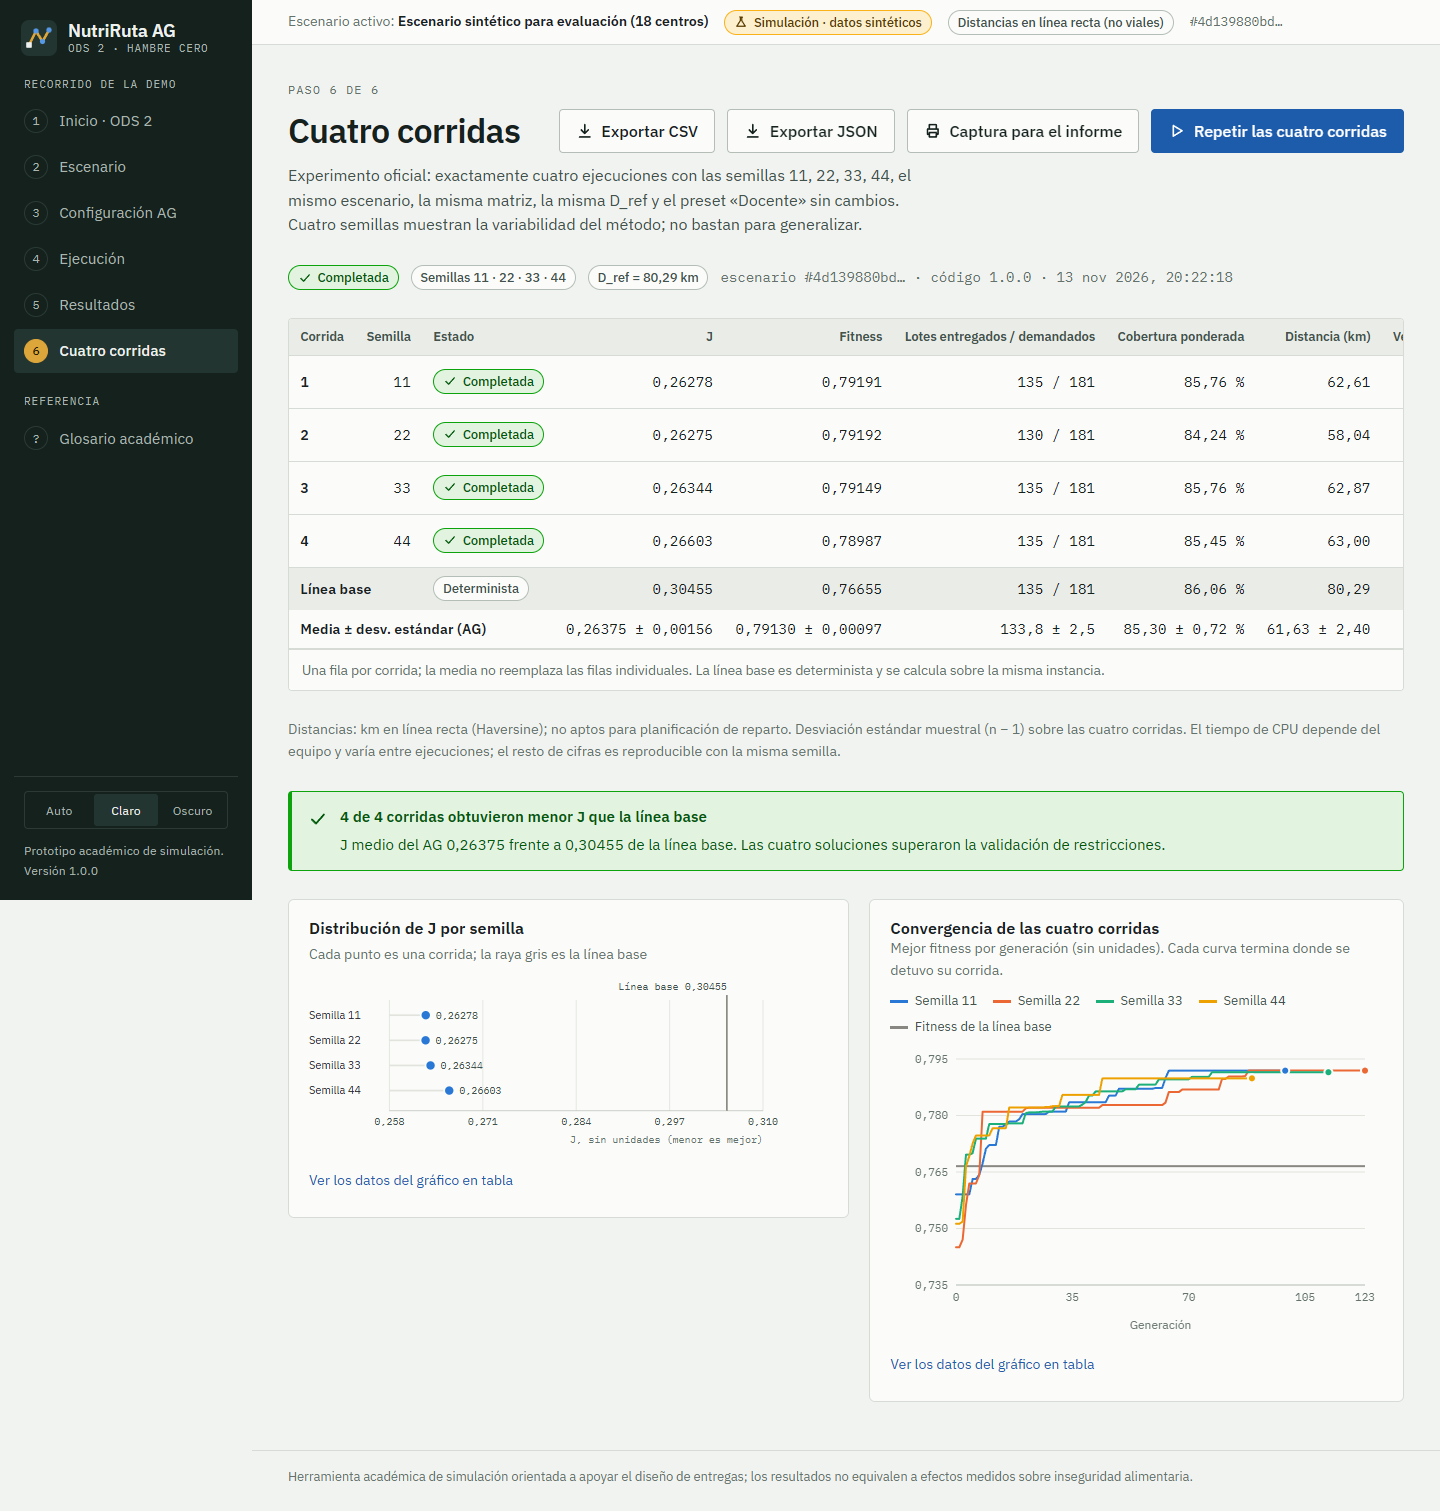 NutriRuta AG
ODS 2 · HAMBRE CERO
RECORRIDO DE LA DEMO
1 Inicio · ODS 2
2 Escenario
3 Configuración AG
4 Ejecución
5 Resultados
6 Cuatro corridas
REFERENCIA
? Glosario académico
Auto Claro Oscuro
Prototipo académico de simulación.
Versión 1.0.0
Escenario activo: Escenario sintético para evaluación (18 centros) Simulación · datos sintéticos Distancias en línea recta (no viales) #4d139880bd…
PASO 6 DE 6
Cuatro corridas
Exportar CSV Exportar JSON Captura para el informe Repetir las cuatro corridas
Experimento oficial: exactamente cuatro ejecuciones con las semillas 11, 22, 33, 44, el
mismo escenario, la misma matriz, la misma D_ref y el preset «Docente» sin cambios.
Cuatro semillas muestran la variabilidad del método; no bastan para generalizar.
Completada Semillas 11 · 22 · 33 · 44 D_ref = 80,29 km escenario #4d139880bd… · código 1.0.0 · 13 nov 2026, 20:22:18
Corrida Semilla Estado J Fitness Lotes entregados / demandados Cobertura ponderada Distancia (km)
1 11 Completada 0,26278 0,79191 135 / 181 85,76 % 62,61
2 22 Completada 0,26275 0,79192 130 / 181 84,24 % 58,04
3 33 Completada 0,26344 0,79149 135 / 181 85,76 % 62,87
4 44 Completada 0,26603 0,78987 135 / 181 85,45 % 63,00
Línea base Determinista 0,30455 0,76655 135 / 181 86,06 % 80,29
Media ± desv. estándar (AG) 0,26375 ± 0,00156 0,79130 ± 0,00097 133,8 ± 2,5 85,30 ± 0,72 % 61,63 ± 2,40
Una fila por corrida; la media no reemplaza las filas individuales. La línea base es determinista y se calcula sobre la misma instancia.
Distancias: km en línea recta (Haversine); no aptos para planificación de reparto. Desviación estándar muestral (n − 1) sobre las cuatro corridas. El tiempo de CPU depende del
equipo y varía entre ejecuciones; el resto de cifras es reproducible con la misma semilla.
4 de 4 corridas obtuvieron menor J que la línea base
J medio del AG 0,26375 frente a 0,30455 de la línea base. Las cuatro soluciones superaron la validación de restricciones.
Distribución de J por semilla
Cada punto es una corrida; la raya gris es la línea base
Línea base 0,30455
Semilla 11 0,26278
Semilla 22 0,26275
Semilla 33 0,26344
Semilla 44 0,26603
0,258 0,271 0,284 0,297 0,310
J, sin unidades (menor es mejor)
Ver los datos del gráfico en tabla
Convergencia de las cuatro corridas
Mejor fitness por generación (sin unidades). Cada curva termina donde se
detuvo su corrida.
Semilla 11 Semilla 22 Semilla 33 Semilla 44
Fitness de la línea base
0,795
0,780
0,765
0,750
0,735
0 35 70 105 123
Generación
Ver los datos del gráfico en tabla
Herramienta académica de simulación orientada a apoyar el diseño de entregas; los resultados no equivalen a efectos medidos sobre inseguridad alimentaria.